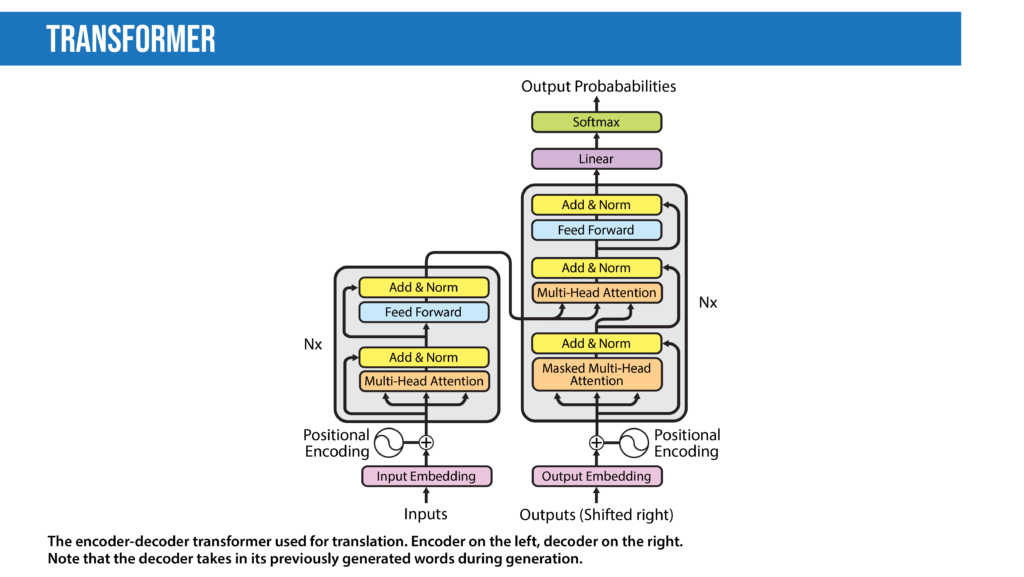 TRANSFORMER
Output Probababilities
Softmax
Linear
Add & Norm
Feed Forward
Add & Norm
Multi-Head Attention
Nx
Add & Norm
Masked Multi-Head
Attention
Add & Norm
Feed Forward
Nx
Add & Norm
Multi-Head Attention
Positional
Encoding
Positional
Encoding
Input Embedding
Output Embedding
Inputs
Outputs (Shifted right)
The encoder-decoder transformer used for translation. Encoder on the left, decoder on the right.
Note that the decoder takes in its previously generated words during generation.